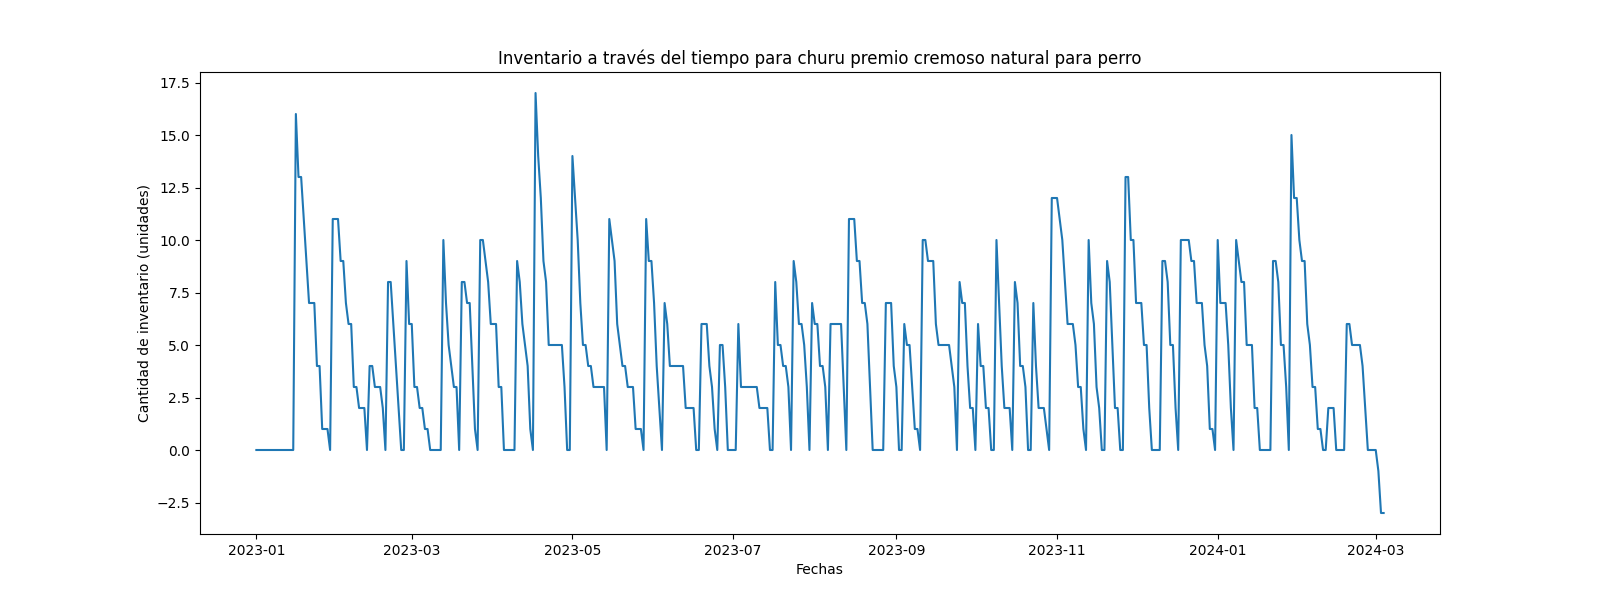 Inventario a través del tiempo para churu premio cremoso natural para perro
17.5
15.0
12.5
10.0
7.5
5.0
2.5
0.0
−2.5
Cantidad de inventario (unidades)
2023-01 2023-03 2023-05 2023-07 2023-09 2023-11 2024-01 2024-03
Fechas